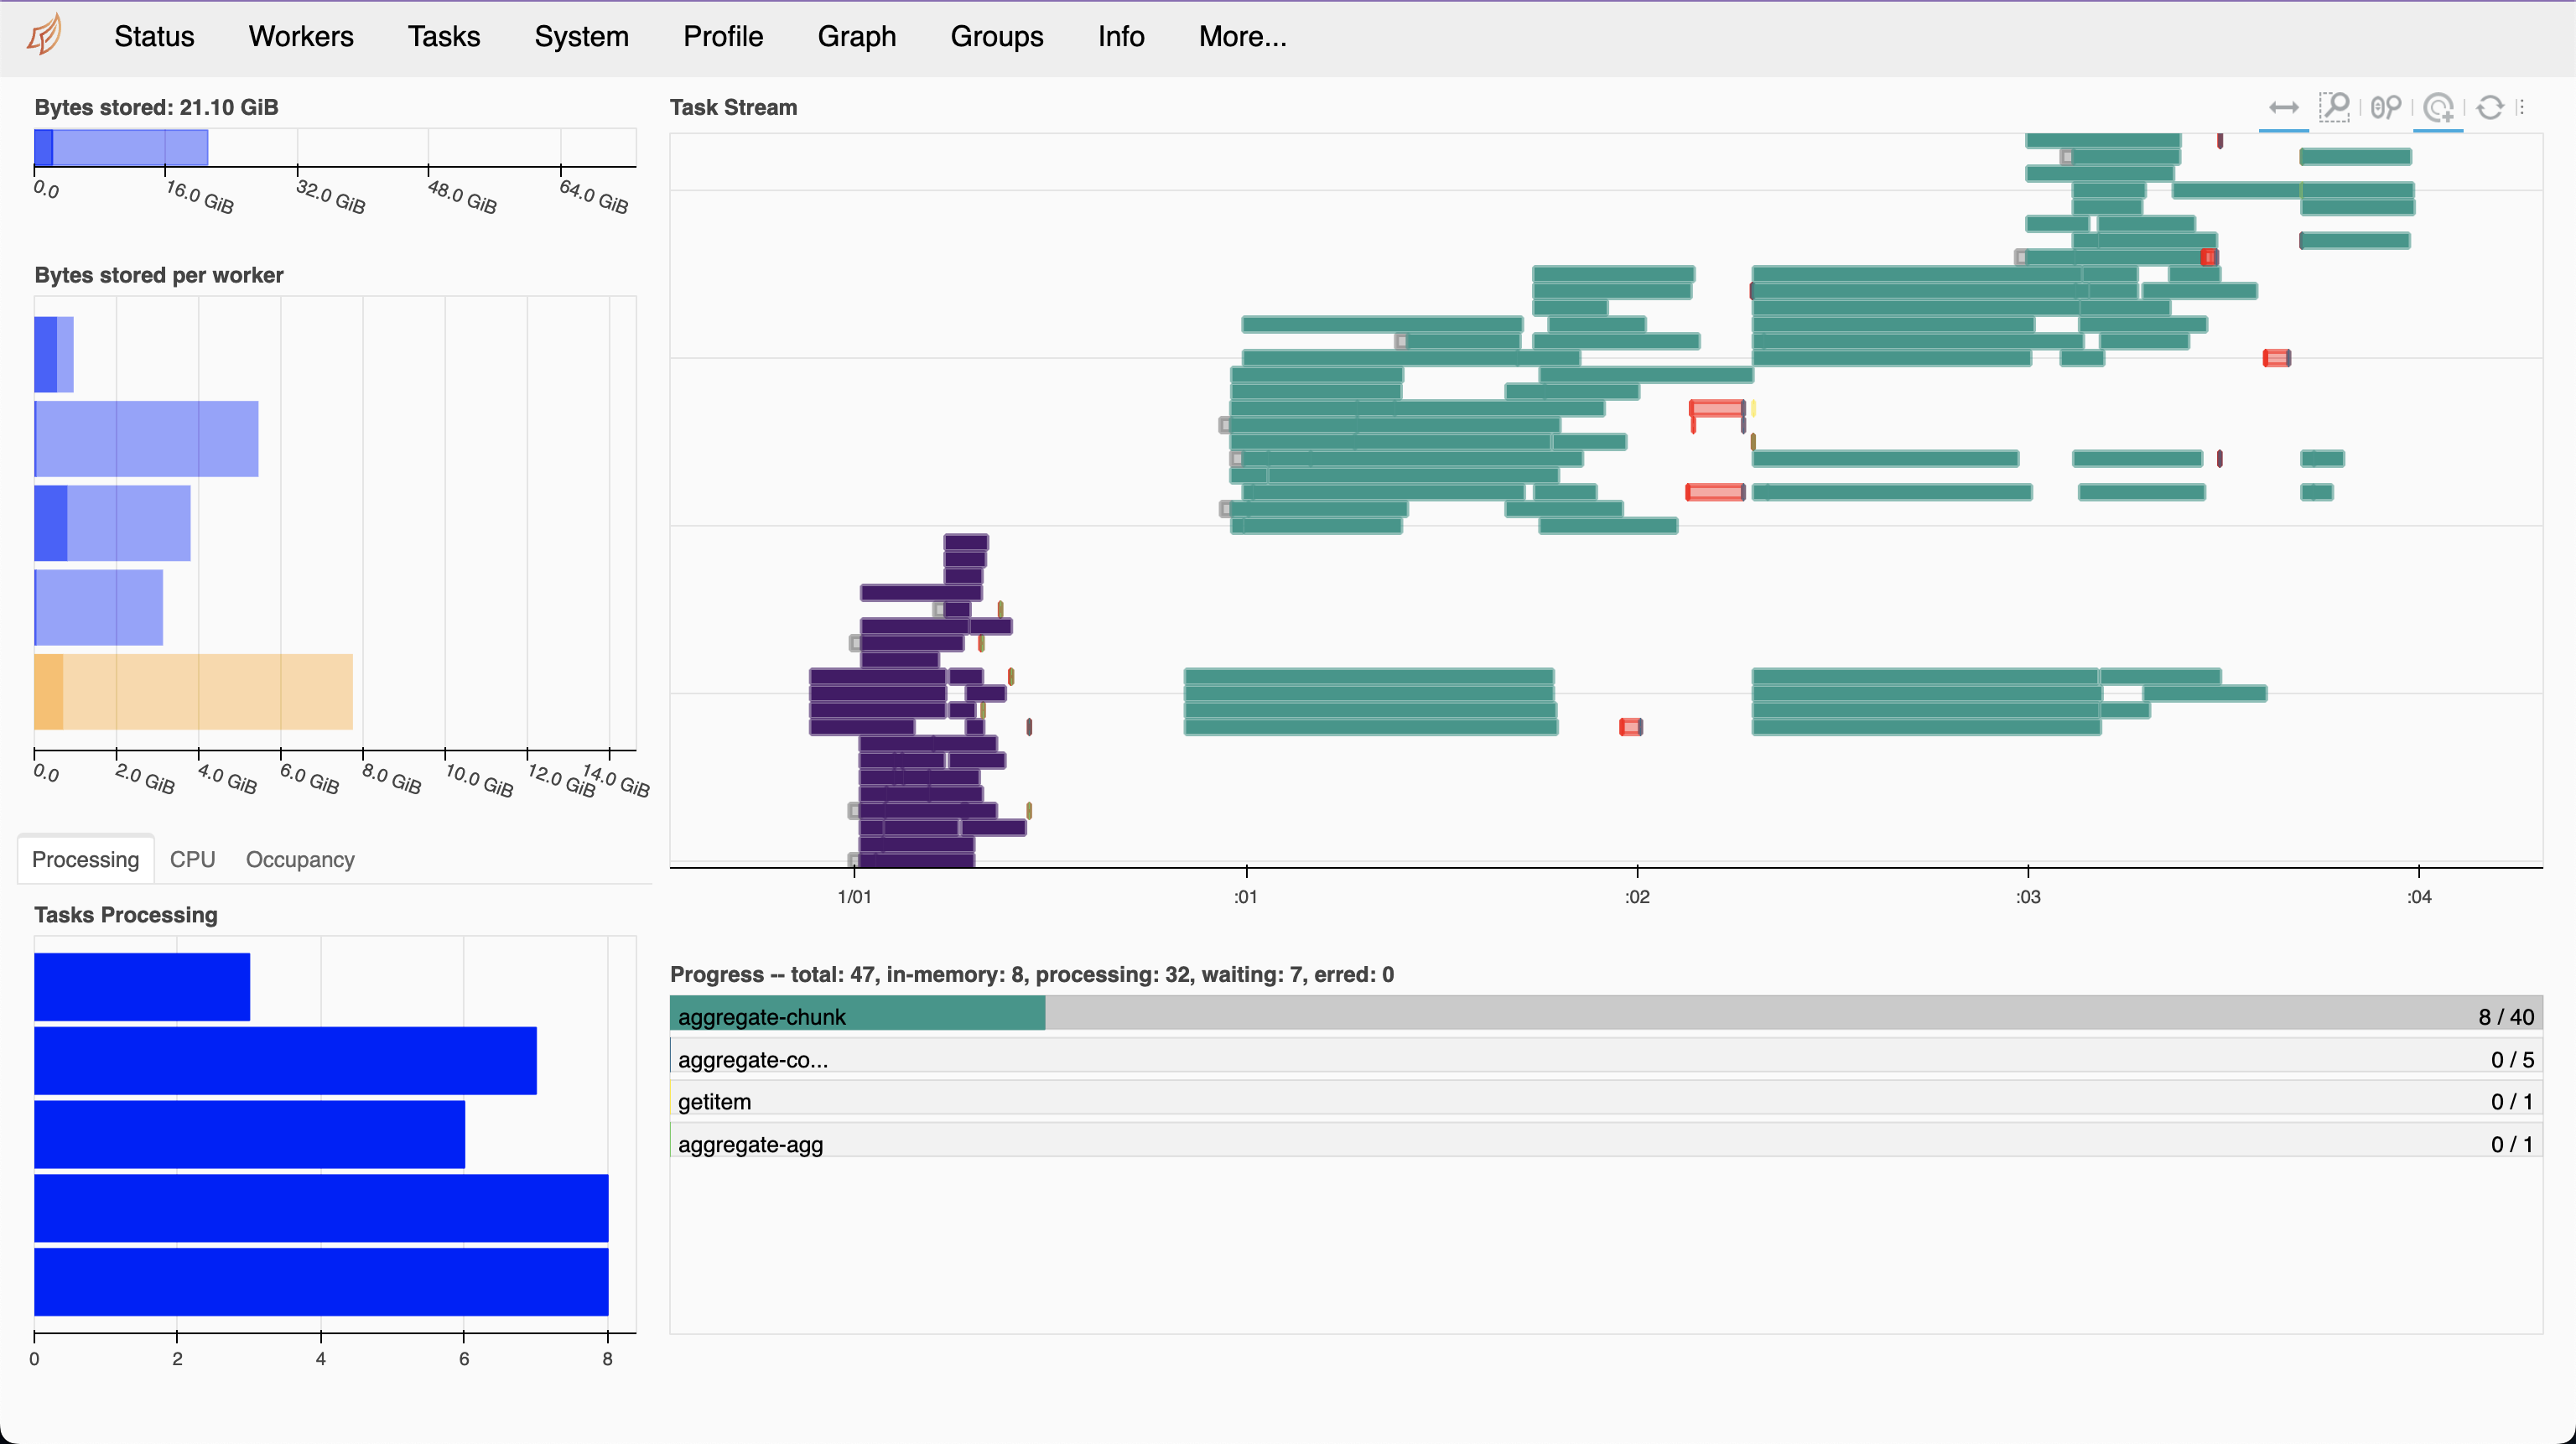 Status Workers Tasks System Profile Graph Groups Info More...
Bytes stored: 21.10 GiB
0.0 16.0 GiB 32.0 GiB 48.0 GiB 64.0 GiB
Bytes stored per worker
0.0 2.0 GiB 4.0 GiB 6.0 GiB 8.0 GiB 10.0 GiB 12.0 GiB 14.0 GiB
Processing CPU Occupancy
Tasks Processing
0 2 4 6 8
Task Stream
1/01 :01 :02 :03 :04
Progress -- total: 47, in-memory: 8, processing: 32, waiting: 7, erred: 0
aggregate-chunk 8 / 40
aggregate-co... 0 / 5
getitem 0 / 1
aggregate-agg 0 / 1